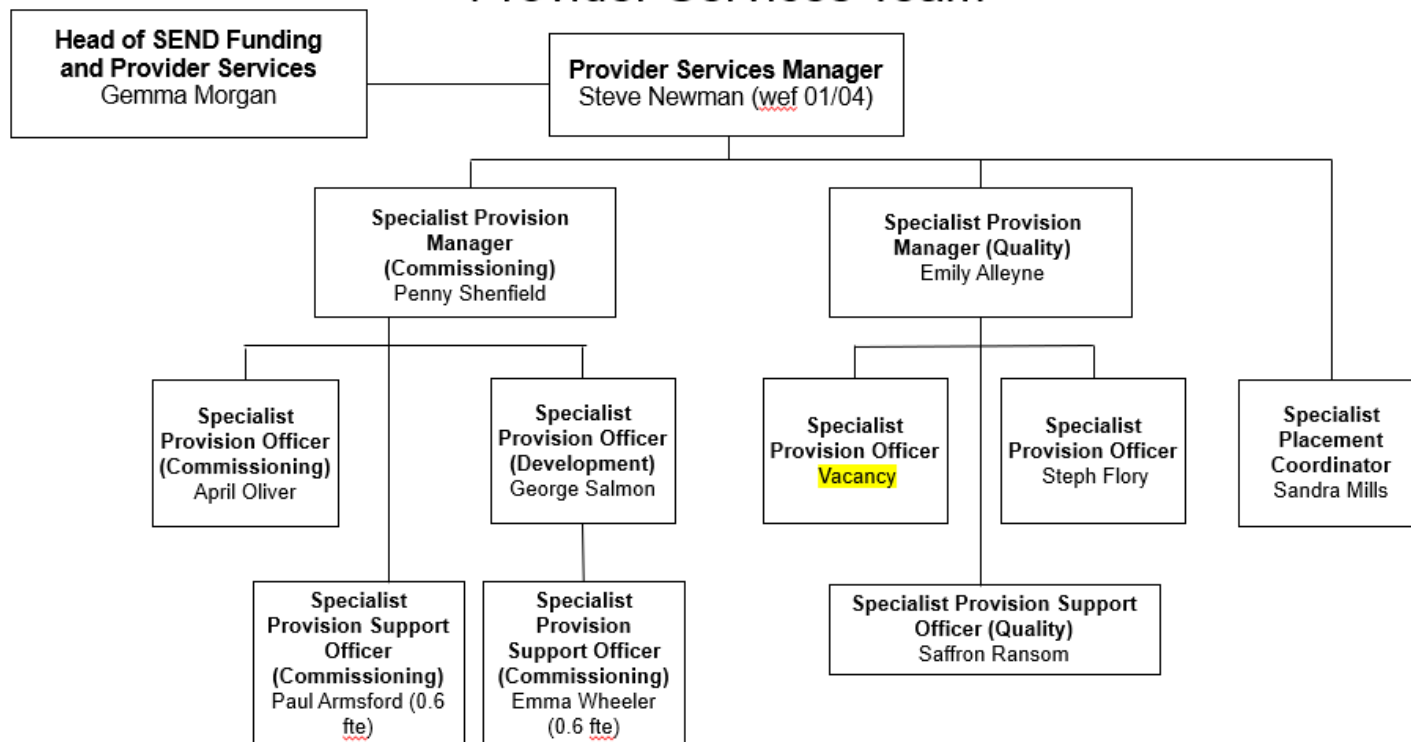 Provider Services Team
Head of SEND Funding
and Provider Services
Gemma Morgan
Provider Services Manager
Steve Newman (wef 01/04)
Specialist Provision
Manager
(Commissioning)
Penny Shenfield
Specialist Provision
Manager (Quality)
Emily Alleyne
Specialist
Provision Officer
(Commissioning)
April Oliver
Specialist
Provision Officer
(Development)
George Salmon
Specialist
Provision Officer
Vacancy
Specialist
Provision Officer
Steph Flory
Specialist
Placement
Coordinator
Sandra Mills
Specialist
Provision Support
Officer
(Commissioning)
Paul Armsford (0.6
fte)
Specialist
Provision
Support Officer
(Commissioning)
Emma Wheeler
(0.6 fte)
Specialist Provision Support
Officer (Quality)
Saffron Ransom